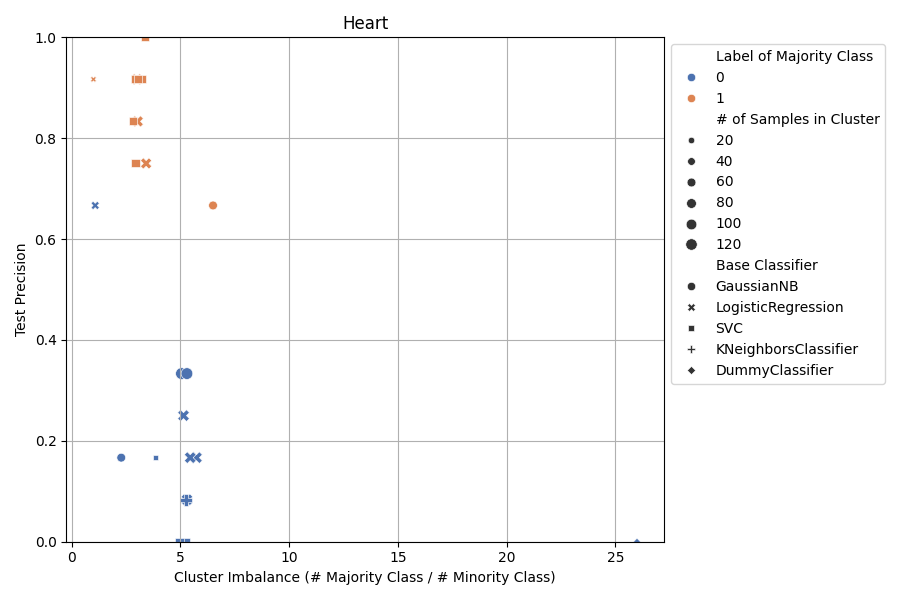 Heart
1.0
0.8
0.6
0.4
0.2
0.0
Test Precision
0
5
10
15
20
25
Cluster Imbalance (# Majority Class / # Minority Class)
Label of Majority Class
0
1
# of Samples in Cluster
20
40
60
80
100
120
Base Classifier
GaussianNB
LogisticRegression
SVC
KNeighborsClassifier
DummyClassifier